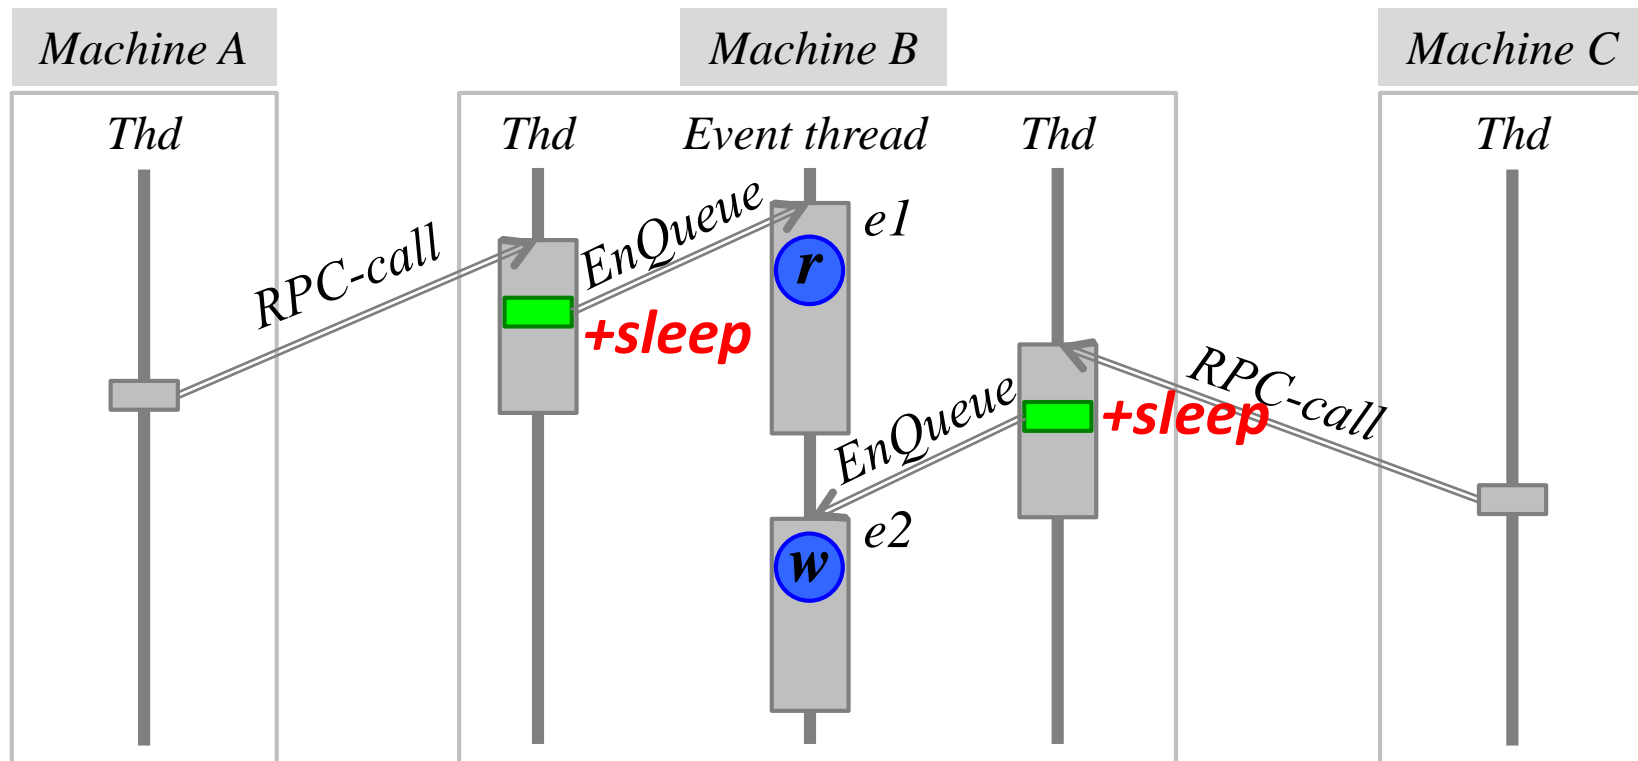 Machine A
Machine B
Machine C
Thd
Thd
Event thread
Thd
Thd
RPC-call
EnQueue
e1
r
+sleep
RPC-call
+sleep
EnQueue
e2
w